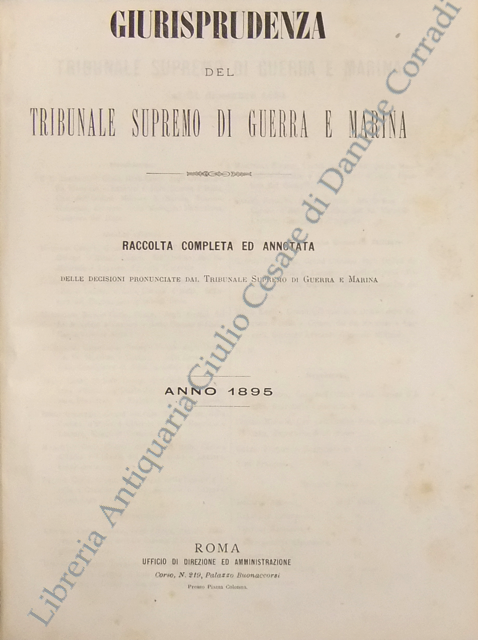 GIURISPRUDENZA
DEL
TRIBUNALE SUPREMO DI GUERRA E MARINA
RACCOLTA COMPLETA ED ANNOTATA
DELLE DECISIONI PRONUNCIATE DAL TRIBUNALE SUPREMO DI GUERRA E MARINA
ANNO 1895
ROMA
UFFICIO DI DIREZIONE ED AMMINISTRAZIONE
Corso, N. 219, Palazzo Buonaccorsi
Presso Piazza Colonna.
Libreria Antiquaria Giulio Cesare di Daniele Corradi